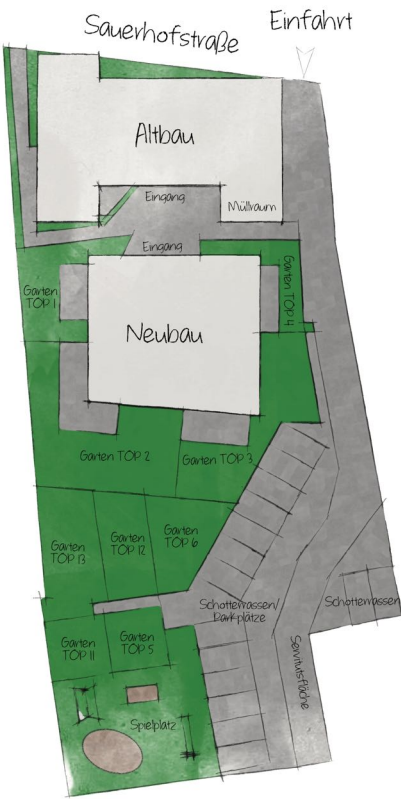 Sauerhofstraße
Einfahrt
Altbau
Eingang
Müllraum
Eingang
Garten
TOP 1
Garten TOP 4
Neubau
Garten TOP 2
Garten TOP 3
Garten
TOP 13
Garten
TOP 12
Garten
TOP 6
Schotterrassen/
Parkplätze
Schotterrassen
Garten
TOP 11
Garten
TOP 5
Servitutsfläche
Spielplatz